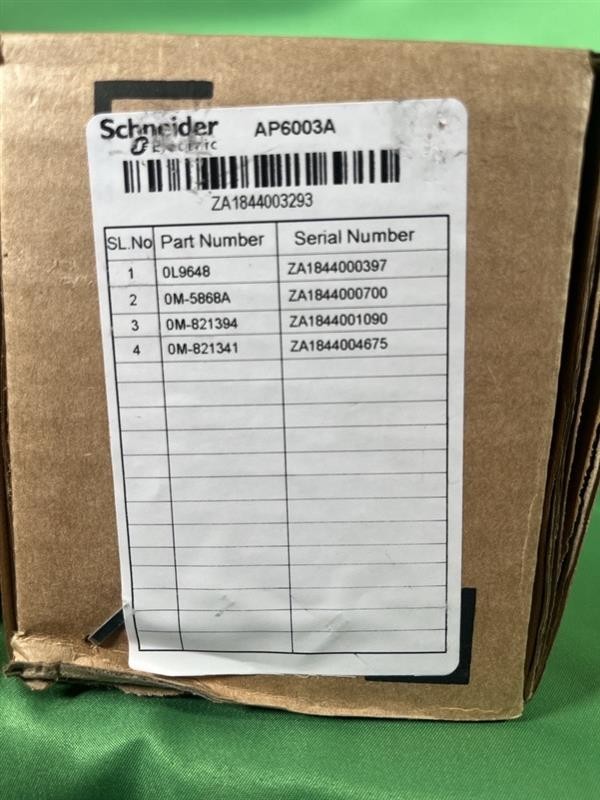 Schneider AP6003A
Electric
ZA1844003293
SL.No Part Number Serial Number
1 0L9648 ZA1844000397
2 0M-5868A ZA1844000700
3 0M-821394 ZA1844001090
4 0M-821341 ZA1844004675